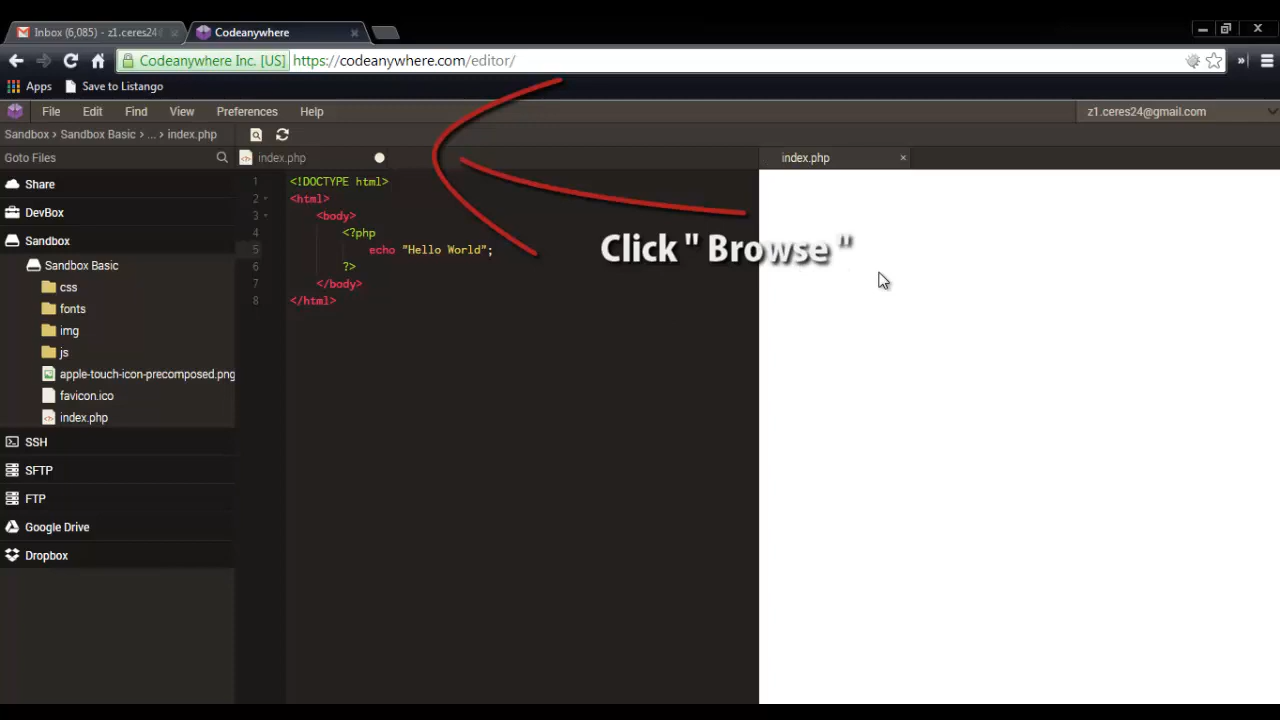 Inbox (6,085) - z1.ceres24
Codeanywhere
Codeanywhere Inc. [US] https://codeanywhere.com/editor/
Apps Save to Listango
File Edit Find View Preferences Help z1.ceres24@gmail.com
Sandbox › Sandbox Basic › ... › index.php
Goto Files
index.php
index.php
Share
DevBox
Sandbox
Sandbox Basic
css
fonts
img
js
apple-touch-icon-precomposed.png
favicon.ico
index.php
SSH
SFTP
FTP
Google Drive
Dropbox
1 <!DOCTYPE html>
2 <html>
3 <body>
4 <?php
5 echo "Hello World";
6 ?>
7 </body>
8 </html>
Click " Browse "